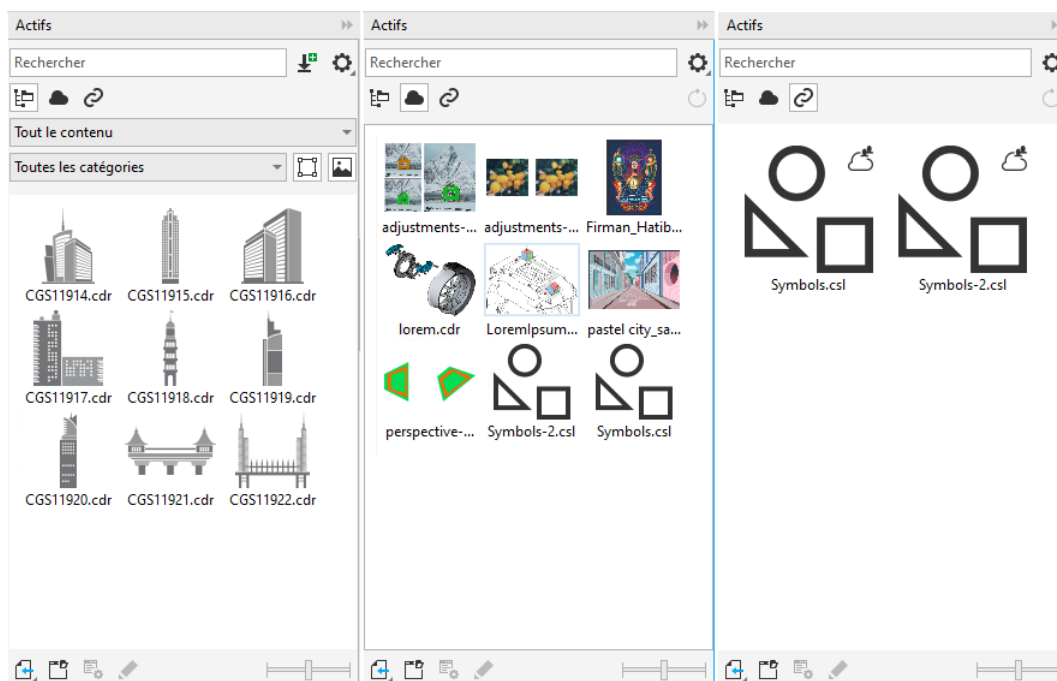 Actifs
Rechercher
Tout le contenu
Toutes les catégories
CGS11914.cdr CGS11915.cdr CGS11916.cdr
CGS11917.cdr CGS11918.cdr CGS11919.cdr
CGS11920.cdr CGS11921.cdr CGS11922.cdr
Actifs
Rechercher
adjustments-... adjustments-... Firman_Hatib...
lorem.cdr LoremIpsum... pastel city_sa...
perspective-... Symbols-2.csl Symbols.csl
Actifs
Rechercher
Symbols.csl Symbols-2.csl